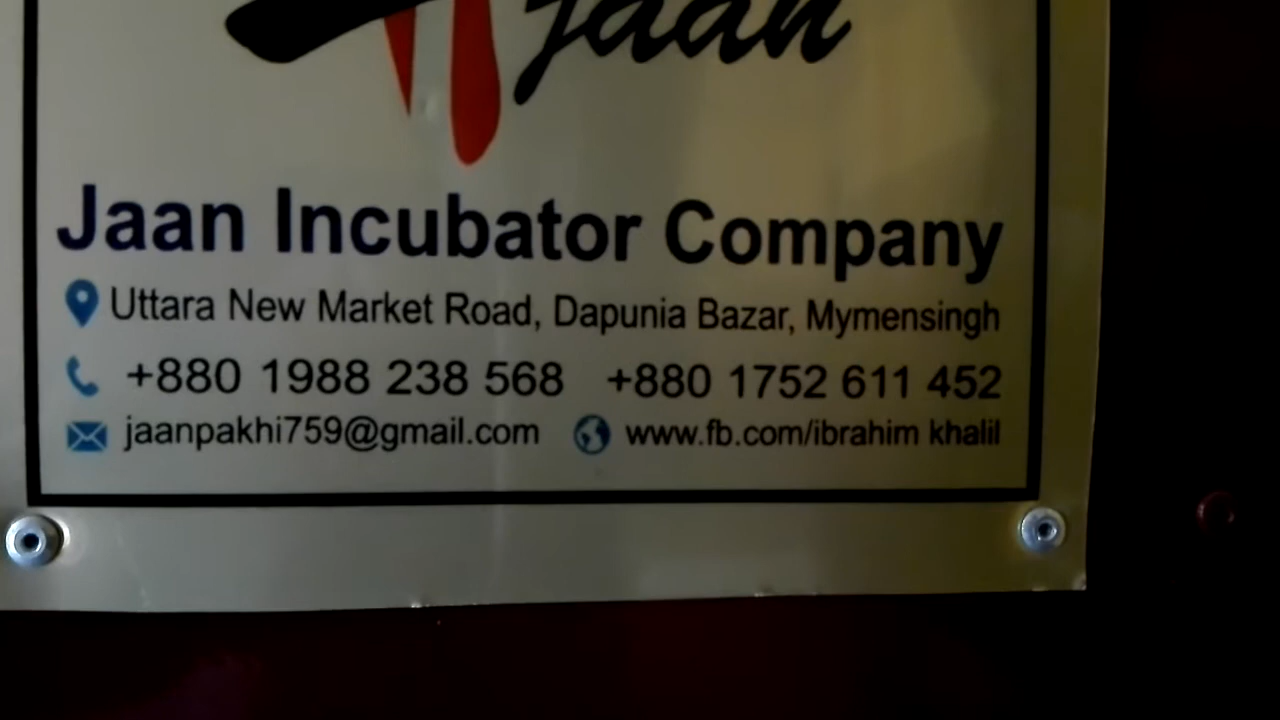 jaan
Jaan Incubator Company
Uttara New Market Road, Dapunia Bazar, Mymensingh
+880 1988 238 568 +880 1752 611 452
jaanpakhi759@gmail.com www.fb.com/ibrahim khalil